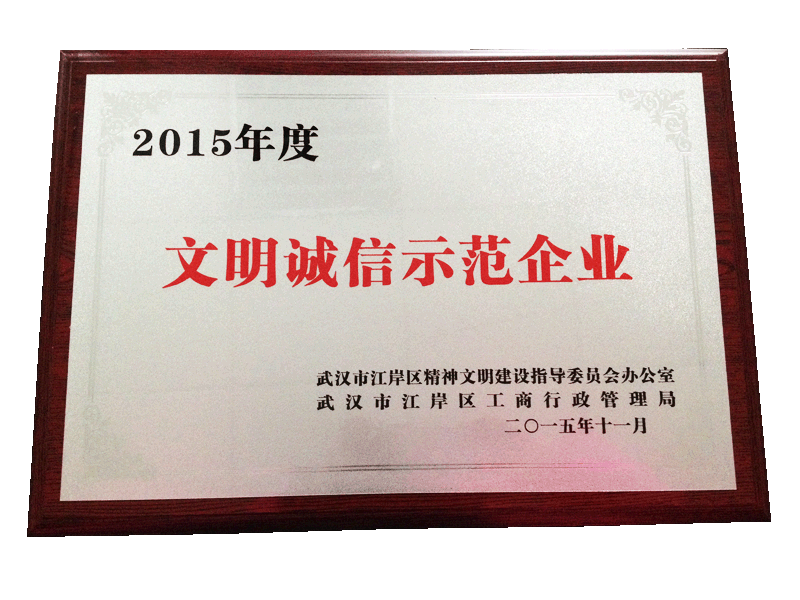 2015年度
文明诚信示范企业
武汉市江岸区精神文明建设指导委员会办公室
武汉市江岸区工商行政管理局
二〇一五年十一月